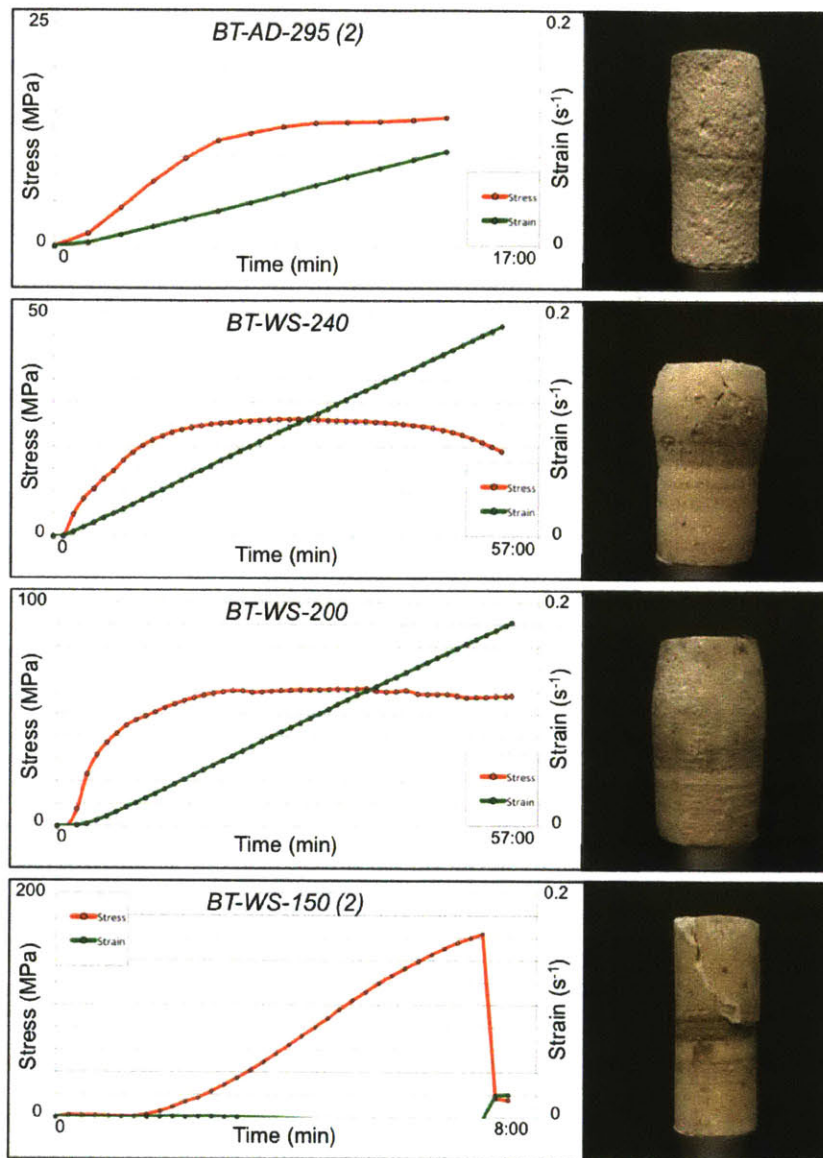 BT-AD-295 (2)
25
0.2
Stress (MPa)
Strain (s-1)
Stress
Strain
0
0
0
17:00
Time (min)
BT-WS-240
50
0.2
Stress (MPa)
Strain (s-1)
Stress
Strain
0
0
0
57:00
Time (min)
BT-WS-200
100
0.2
Stress (MPa)
Strain (s-1)
Stress
Strain
0
0
0
57:00
Time (min)
BT-WS-150 (2)
200
0.2
Stress
Strain
Stress (MPa)
Strain (s-1)
0
0
0
8:00
Time (min)